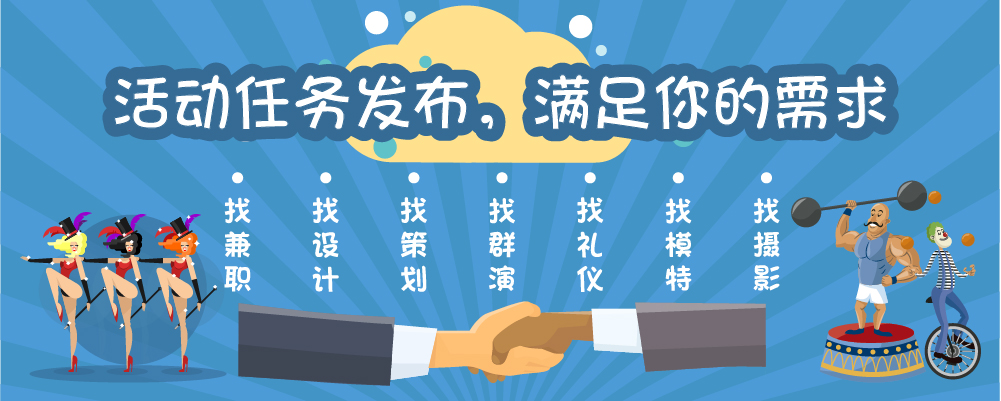 活动任务发布，满足你的需求
找兼职
找设计
找策划
找群演
找礼仪
找模特
找摄影